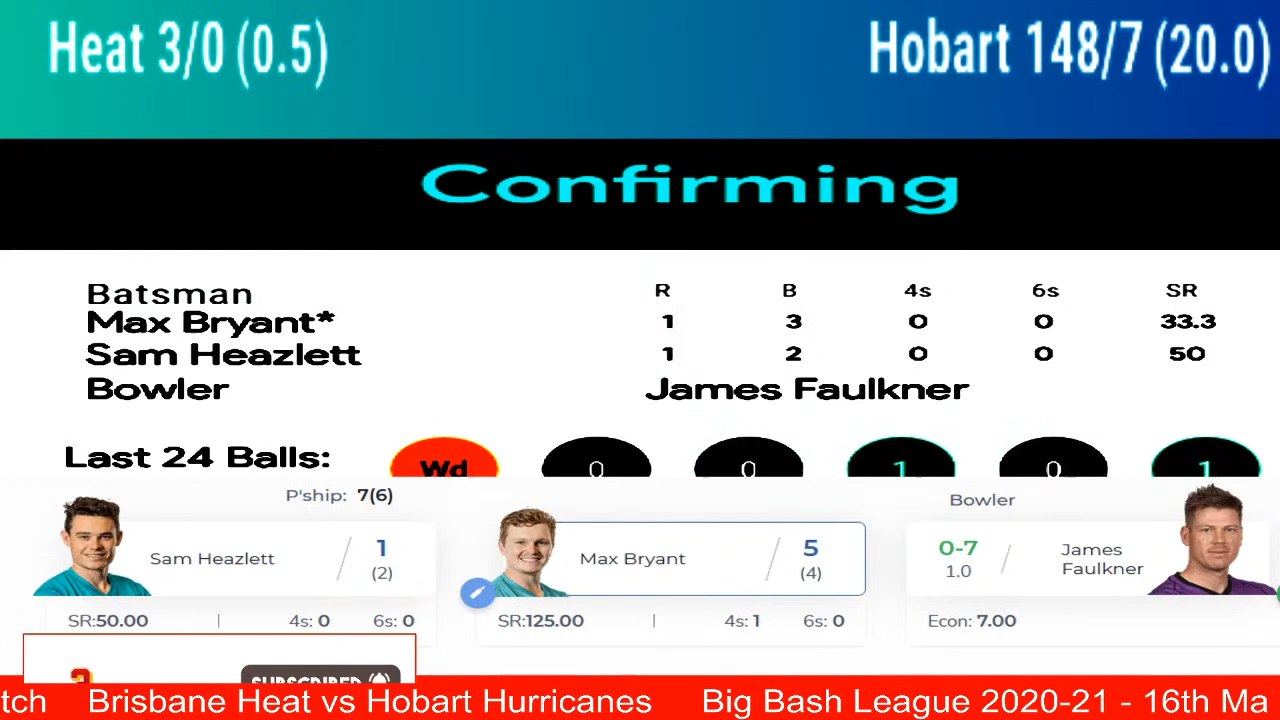 Heat 3/0 (0.5) Hobart 148/7 (20.0)
Confirming
Batsman R B 4s 6s SR
Max Bryant* 1 3 0 0 33.3
Sam Heazlett 1 2 0 0 50
Bowler James Faulkner
Last 24 Balls: Wd 0 0 1 0 1
P'ship: 7(6) Bowler
Sam Heazlett 1 (2) Max Bryant 5 (4) 0-7 1.0 James Faulkner
SR:50.00 4s: 0 6s: 0 SR:125.00 4s: 1 6s: 0 Econ: 7.00
SUBSCRIBED
tch Brisbane Heat vs Hobart Hurricanes Big Bash League 2020-21 - 16th Ma